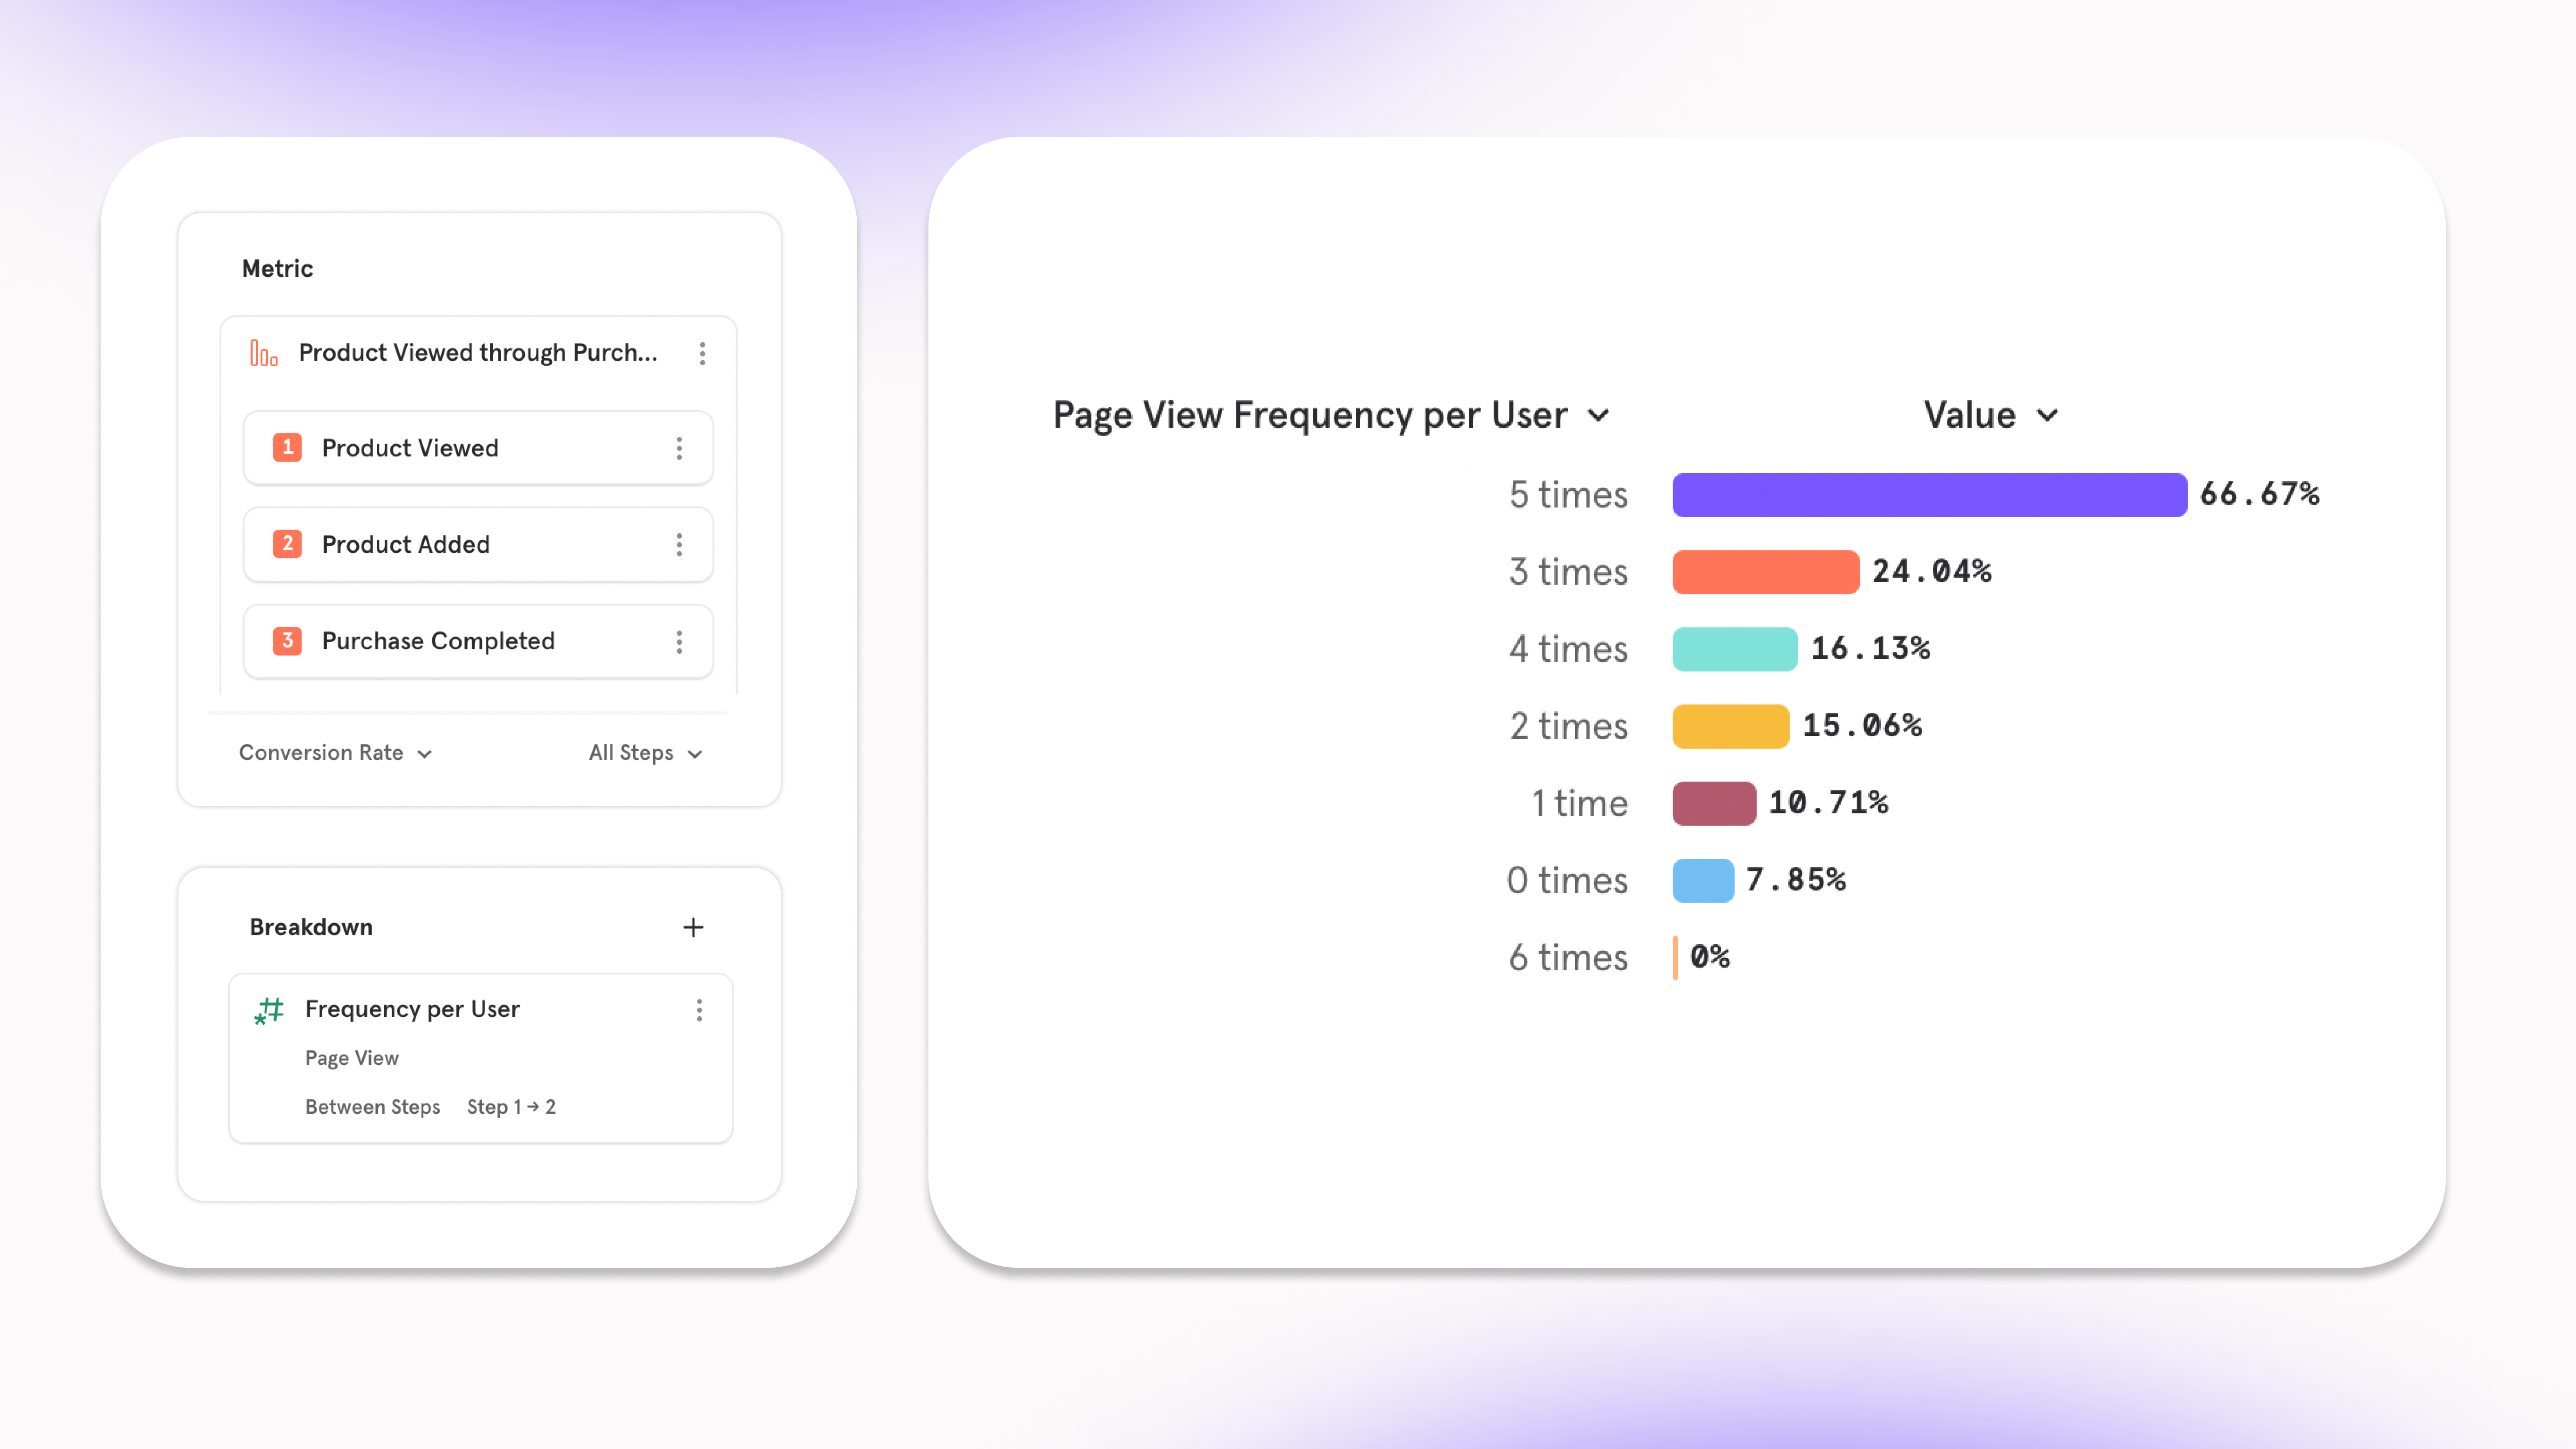 Metric
Product Viewed through Purch...
1 Product Viewed
2 Product Added
3 Purchase Completed
Conversion Rate All Steps
Breakdown +
Frequency per User
Page View
Between Steps Step 1 → 2
Page View Frequency per User Value
5 times 66.67%
3 times 24.04%
4 times 16.13%
2 times 15.06%
1 time 10.71%
0 times 7.85%
6 times 0%